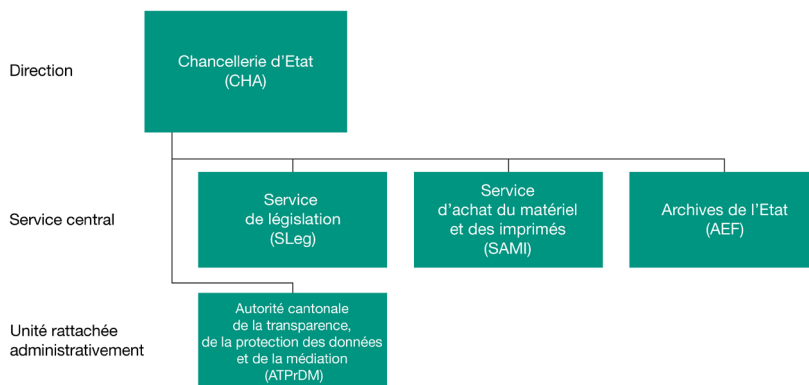 Direction
Chancellerie d'Etat
(CHA)
Service central
Service
de législation
(SLeg)
Service
d'achat du matériel
et des imprimés
(SAMI)
Archives de l'Etat
(AEF)
Unité rattachée
administrativement
Autorité cantonale
de la transparence,
de la protection des données
et de la médiation
(ATPrDM)